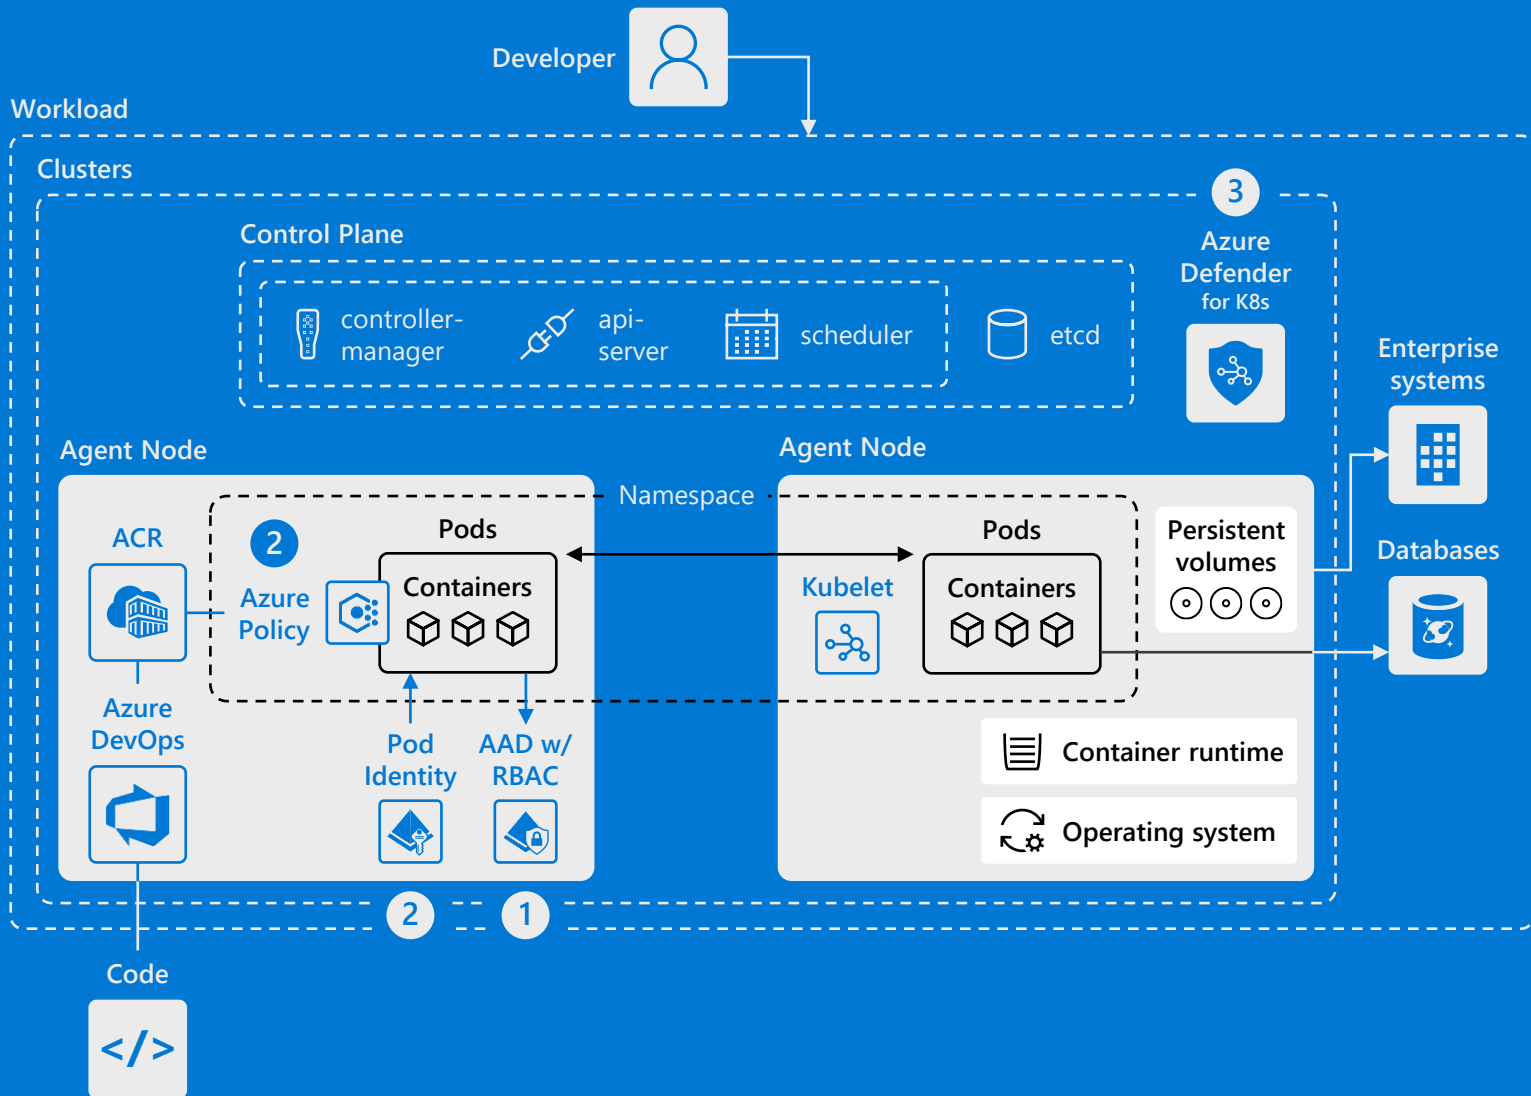 Developer
Workload
Clusters
3
Azure
Defender
for K8s
Control Plane
controller-
manager
api-
server
scheduler
etcd
Enterprise
systems
Agent Node
Agent Node
Namespace
ACR
2
Azure
Policy
Pods
Containers
Kubelet
Pods
Containers
Persistent
volumes
Databases
Azure
DevOps
Pod
Identity
AAD w/
RBAC
Container runtime
Operating system
2
1
Code
</>